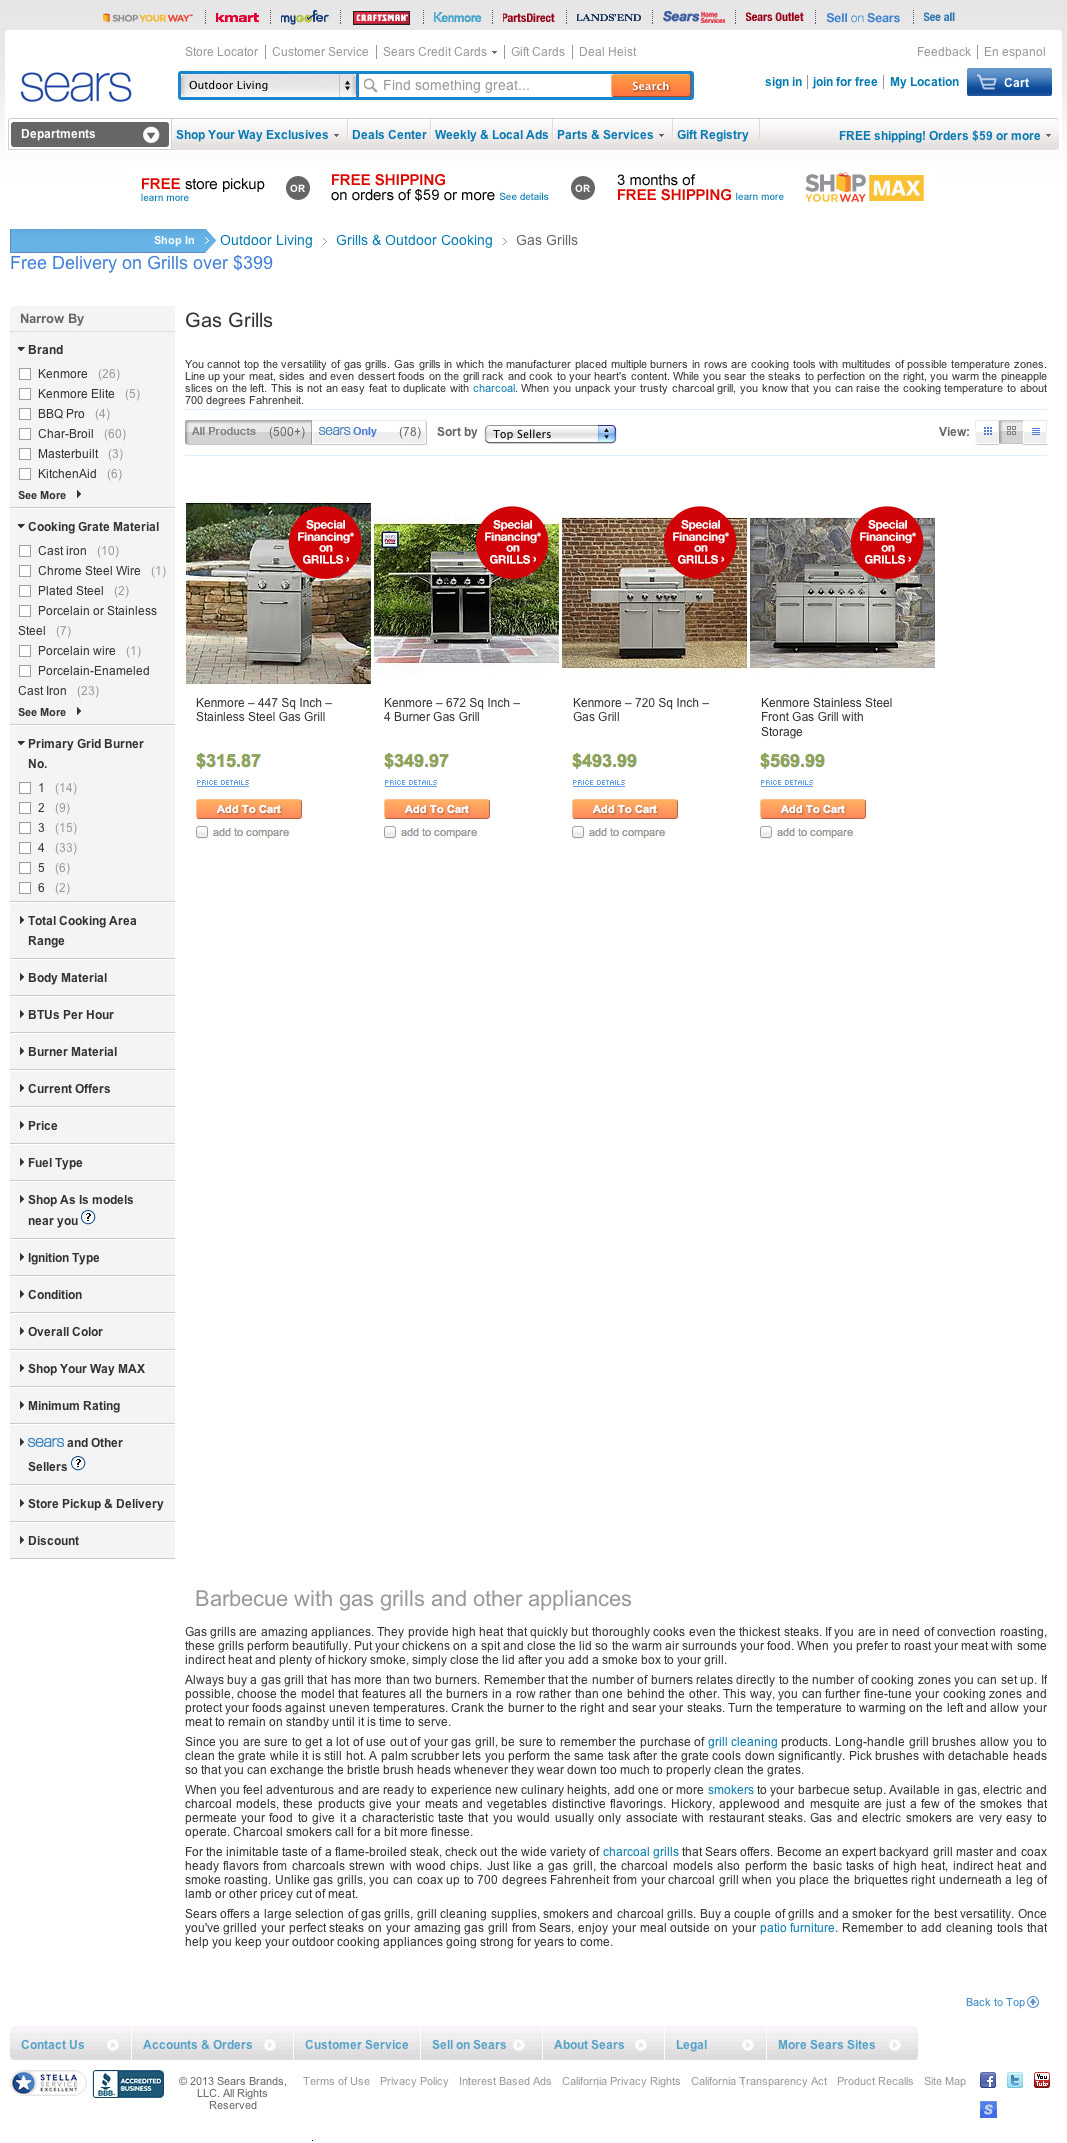 SHOP YOUR WAY kmart mygofer CRAFTSMAN Kenmore PartsDirect LANDS'END Sears Home Services Sears Outlet Sell on Sears See all
Store Locator Customer Service Sears Credit Cards Gift Cards Deal Heist Feedback En espanol
sears
Outdoor Living Find something great... Search
sign in join for free My Location Cart
Departments Shop Your Way Exclusives Deals Center Weekly & Local Ads Parts & Services Gift Registry FREE shipping! Orders $59 or more
FREE store pickup
learn more
OR
FREE SHIPPING
on orders of $59 or more See details
OR
3 months of
FREE SHIPPING learn more
SHOP YOUR WAY MAX
Shop In Outdoor Living Grills & Outdoor Cooking Gas Grills
Free Delivery on Grills over $399
Narrow By
Brand
Kenmore (26)
Kenmore Elite (5)
BBQ Pro (4)
Char-Broil (60)
Masterbuilt (3)
KitchenAid (6)
See More
Cooking Grate Material
Cast iron (10)
Chrome Steel Wire (1)
Plated Steel (2)
Porcelain or Stainless
Steel (7)
Porcelain wire (1)
Porcelain-Enameled
Cast Iron (23)
See More
Primary Grid Burner
No.
1 (14)
2 (9)
3 (15)
4 (33)
5 (6)
6 (2)
Total Cooking Area
Range
Body Material
BTUs Per Hour
Burner Material
Current Offers
Price
Fuel Type
Shop As Is models
near you ?
Ignition Type
Condition
Overall Color
Shop Your Way MAX
Minimum Rating
sears and Other
Sellers ?
Store Pickup & Delivery
Discount
Gas Grills
You cannot top the versatility of gas grills. Gas grills in which the manufacturer placed multiple burners in rows are cooking tools with multitudes of possible temperature zones.
Line up your meat, sides and even dessert foods on the grill rack and cook to your heart's content. While you sear the steaks to perfection on the right, you warm the pineapple
slices on the left. This is not an easy feat to duplicate with charcoal. When you unpack your trusty charcoal grill, you know that you can raise the cooking temperature to about
700 degrees Fahrenheit.
All Products (500+) sears Only (78) Sort by Top Sellers View:
Special Financing* on GRILLS ›
Special Financing* on GRILLS ›
Special Financing* on GRILLS ›
Special Financing* on GRILLS ›
Kenmore – 447 Sq Inch –
Stainless Steel Gas Grill
$315.87
PRICE DETAILS
Add To Cart
add to compare
Kenmore – 672 Sq Inch –
4 Burner Gas Grill
$349.97
PRICE DETAILS
Add To Cart
add to compare
Kenmore – 720 Sq Inch –
Gas Grill
$493.99
PRICE DETAILS
Add To Cart
add to compare
Kenmore Stainless Steel
Front Gas Grill with
Storage
$569.99
PRICE DETAILS
Add To Cart
add to compare
Barbecue with gas grills and other appliances
Gas grills are amazing appliances. They provide high heat that quickly but thoroughly cooks even the thickest steaks. If you are in need of convection roasting,
these grills perform beautifully. Put your chickens on a spit and close the lid so the warm air surrounds your food. When you prefer to roast your meat with some
indirect heat and plenty of hickory smoke, simply close the lid after you add a smoke box to your grill.
Always buy a gas grill that has more than two burners. Remember that the number of burners relates directly to the number of cooking zones you can set up. If
possible, choose the model that features all the burners in a row rather than one behind the other. This way, you can further fine-tune your cooking zones and
protect your foods against uneven temperatures. Crank the burner to the right and sear your steaks. Turn the temperature to warming on the left and allow your
meat to remain on standby until it is time to serve.
Since you are sure to get a lot of use out of your gas grill, be sure to remember the purchase of grill cleaning products. Long-handle grill brushes allow you to
clean the grate while it is still hot. A palm scrubber lets you perform the same task after the grate cools down significantly. Pick brushes with detachable heads
so that you can exchange the bristle brush heads whenever they wear down too much to properly clean the grates.
When you feel adventurous and are ready to experience new culinary heights, add one or more smokers to your barbecue setup. Available in gas, electric and
charcoal models, these products give your meats and vegetables distinctive flavorings. Hickory, applewood and mesquite are just a few of the smokes that
permeate your food to give it a characteristic taste that you would usually only associate with restaurant steaks. Gas and electric smokers are very easy to
operate. Charcoal smokers call for a bit more finesse.
For the inimitable taste of a flame-broiled steak, check out the wide variety of charcoal grills that Sears offers. Become an expert backyard grill master and coax
heady flavors from charcoals strewn with wood chips. Just like a gas grill, the charcoal models also perform the basic tasks of high heat, indirect heat and
smoke roasting. Unlike gas grills, you can coax up to 700 degrees Fahrenheit from your charcoal grill when you place the briquettes right underneath a leg of
lamb or other pricey cut of meat.
Sears offers a large selection of gas grills, grill cleaning supplies, smokers and charcoal grills. Buy a couple of grills and a smoker for the best versatility. Once
you've grilled your perfect steaks on your amazing gas grill from Sears, enjoy your meal outside on your patio furniture. Remember to add cleaning tools that
help you keep your outdoor cooking appliances going strong for years to come.
Back to Top
Contact Us Accounts & Orders Customer Service Sell on Sears About Sears Legal More Sears Sites
STELLA SERVICE EXCELLENT BBB. ACCREDITED BUSINESS
© 2013 Sears Brands,
LLC. All Rights
Reserved
Terms of Use Privacy Policy Interest Based Ads California Privacy Rights California Transparency Act Product Recalls Site Map
f t You Tube
S